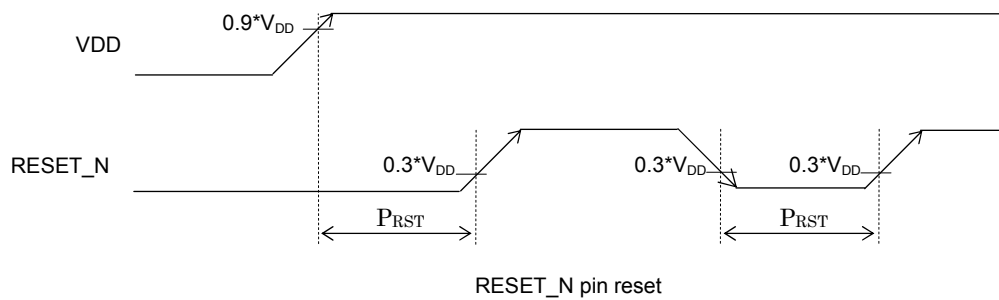 0.9*VDD
VDD
RESET_N
0.3*VDD
0.3*VDD
0.3*VDD
PRST
PRST
RESET_N pin reset